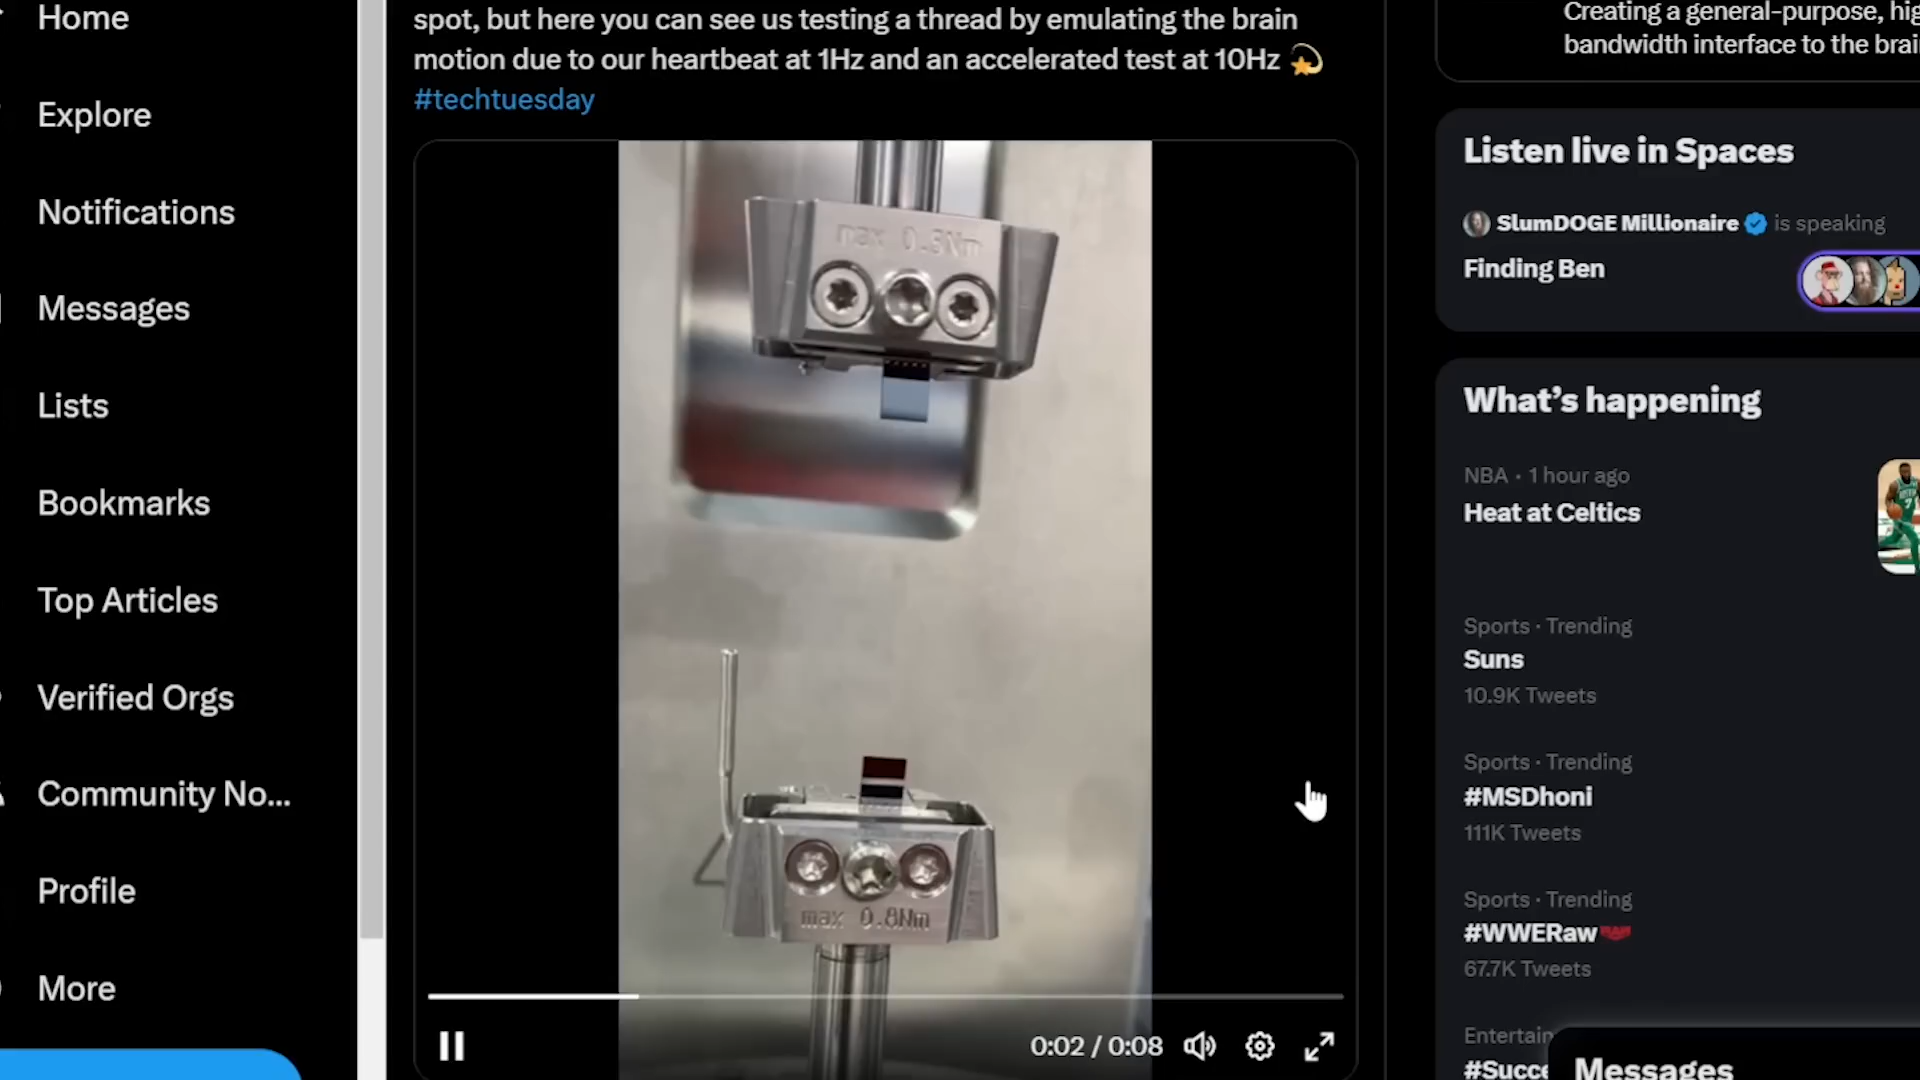 Home
Explore
Notifications
Messages
Lists
Bookmarks
Top Articles
Verified Orgs
Community No...
Profile
More
spot, but here you can see us testing a thread by emulating the brain
motion due to our heartbeat at 1Hz and an accelerated test at 10Hz 💫
#techtuesday
max 0.8Nm
max 0.8Nm
0:02 / 0:08
Creating a general-purpose, hig
bandwidth interface to the brai
Listen live in Spaces
SlumDOGE Millionaire is speaking
Finding Ben
What's happening
NBA · 1 hour ago
Heat at Celtics
Sports · Trending
Suns
10.9K Tweets
Sports · Trending
#MSDhoni
111K Tweets
Sports · Trending
#WWERaw
67.7K Tweets
Entertain
#Succe
Messages